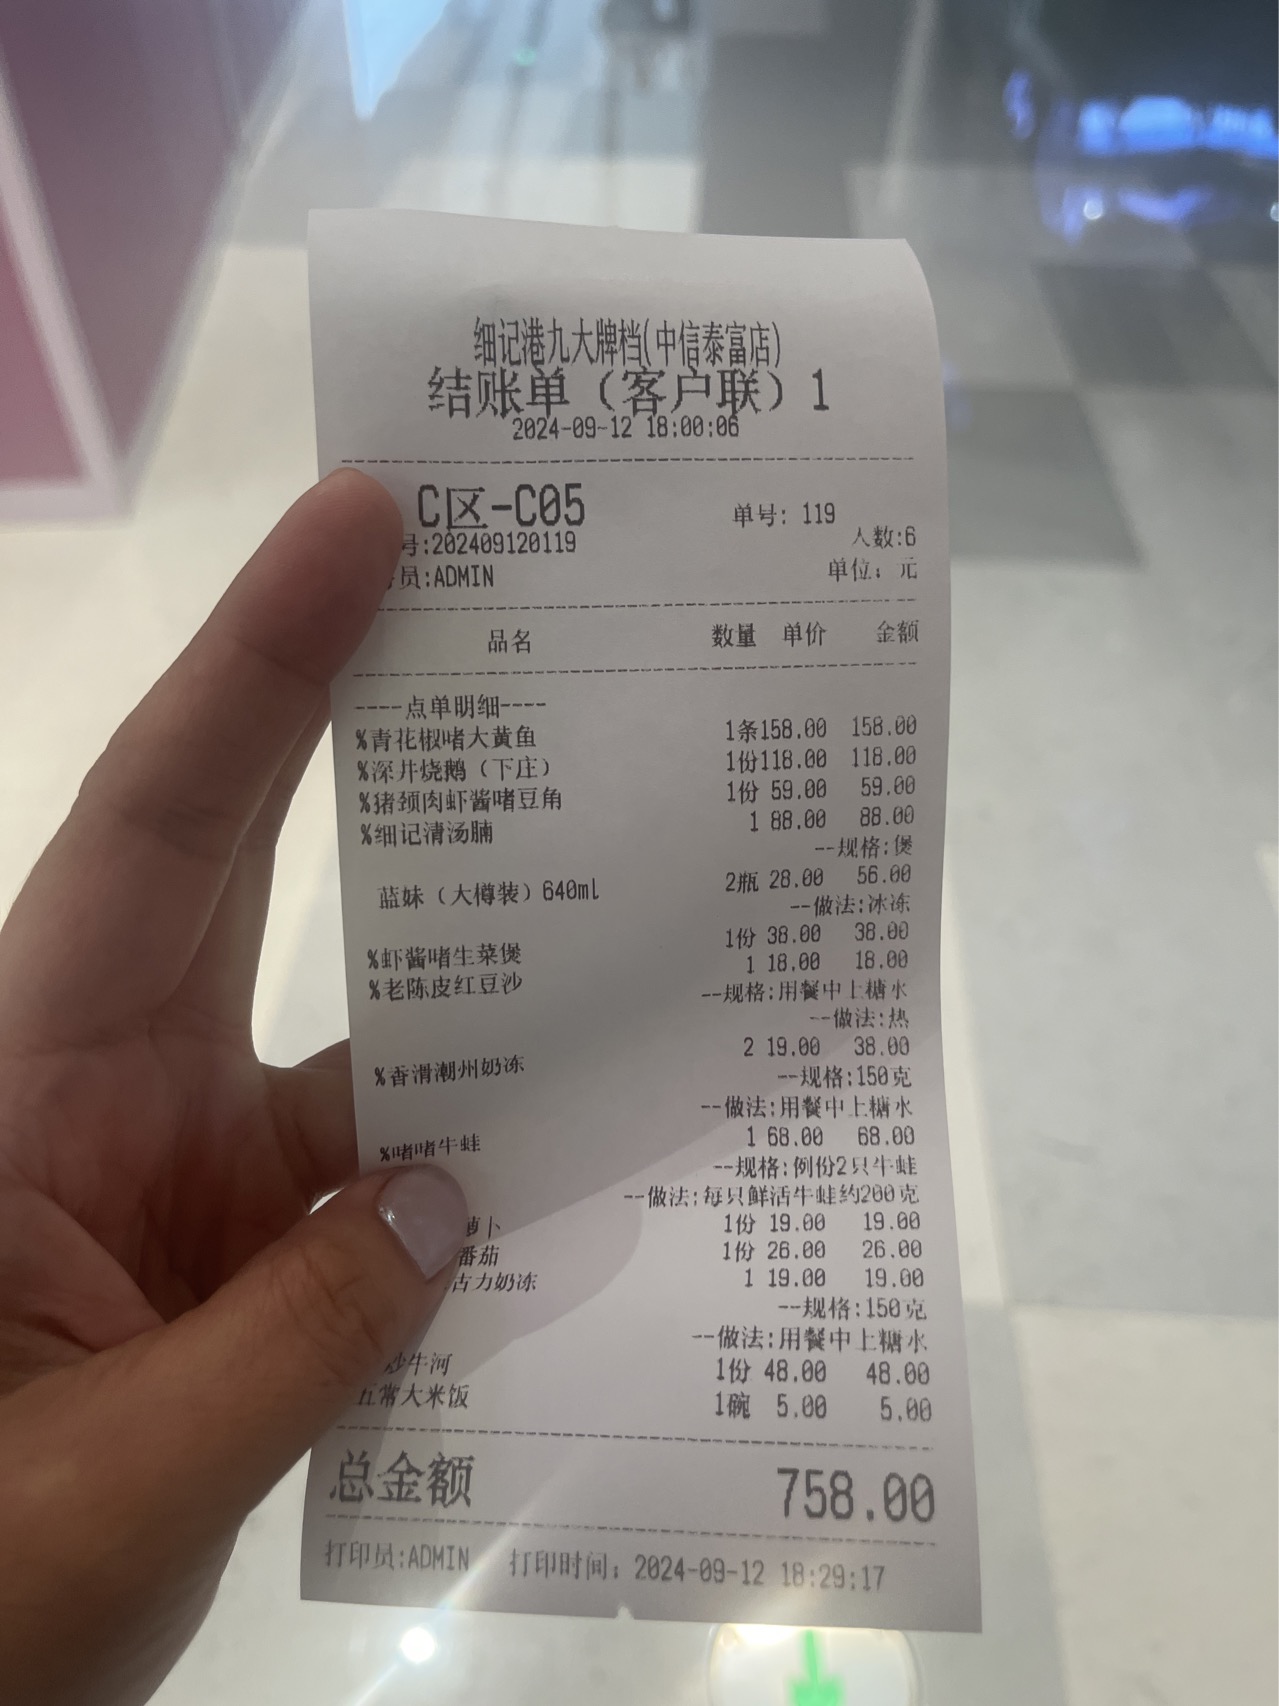 细记港九大牌档(中信泰富店)
结账单（客户联）1
2024-09-12 18:00:06
C区-C05 单号: 119
号:202409120119 人数:6
员:ADMIN 单位: 元
品名 数量 单价 金额
----点单明细----
%青花椒啫大黄鱼 1条158.00 158.00
%深井烧鹅（下庄） 1份118.00 118.00
%猪颈肉虾酱啫豆角 1份 59.00 59.00
%细记清汤腩 1 88.00 88.00
--规格:煲
蓝妹（大樽装）640ml 2瓶 28.00 56.00
--做法:冰冻
%虾酱啫生菜煲 1份 38.00 38.00
%老陈皮红豆沙 1 18.00 18.00
--规格:用餐中上糖水
--做法:热
%香滑潮州奶冻 2 19.00 38.00
--规格:150克
--做法:用餐中上糖水
%啫啫牛蛙 1 68.00 68.00
--规格:例份2只牛蛙
--做法:每只鲜活牛蛙约200克
萝卜 1份 19.00 19.00
番茄 1份 26.00 26.00
古力奶冻 1 19.00 19.00
--规格:150克
--做法:用餐中上糖水
炒牛河 1份 48.00 48.00
五常大米饭 1碗 5.00 5.00
总金额 758.00
打印员:ADMIN 打印时间: 2024-09-12 18:29:17